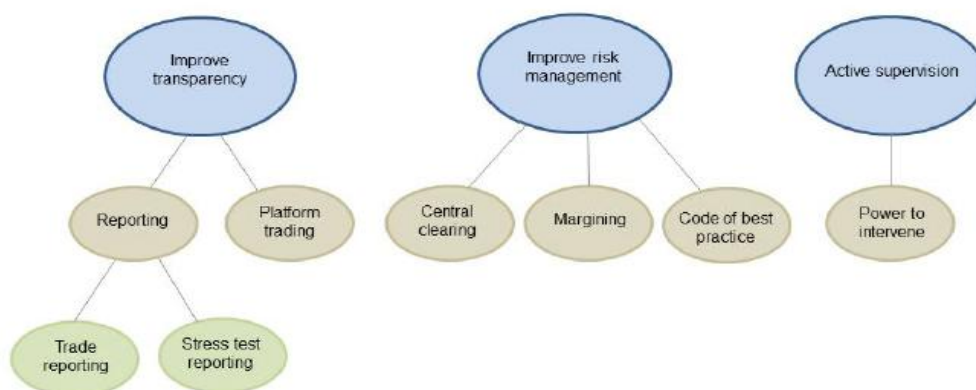 Improve
transparency
Improve risk
management
Active supervision
Reporting
Platform
trading
Central
clearing
Margining
Code of best
practice
Power to
intervene
Trade
reporting
Stress test
reporting